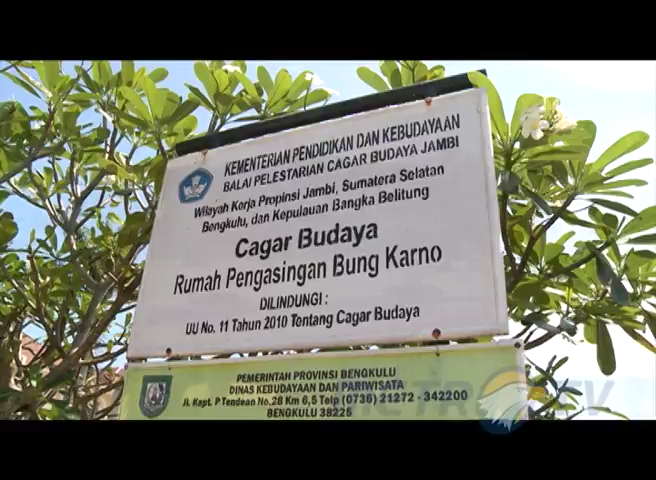 KEMENTERIAN PENDIDIKAN DAN KEBUDAYAAN
BALAI PELESTARIAN CAGAR BUDAYA JAMBI
Wilayah Kerja Propinsi Jambi, Sumatera Selatan
Bengkulu, dan Kepulauan Bangka Belitung
Cagar Budaya
Rumah Pengasingan Bung Karno
DILINDUNGI :
UU No. 11 Tahun 2010 Tentang Cagar Budaya
PEMERINTAH PROVINSI BENGKULU
DINAS KEBUDAYAAN DAN PARIWISATA
Jl. Kapt. P Tendean No.28 Km 6,5 Telp (0736) 21272 - 342200
BENGKULU 38225
METRO TV